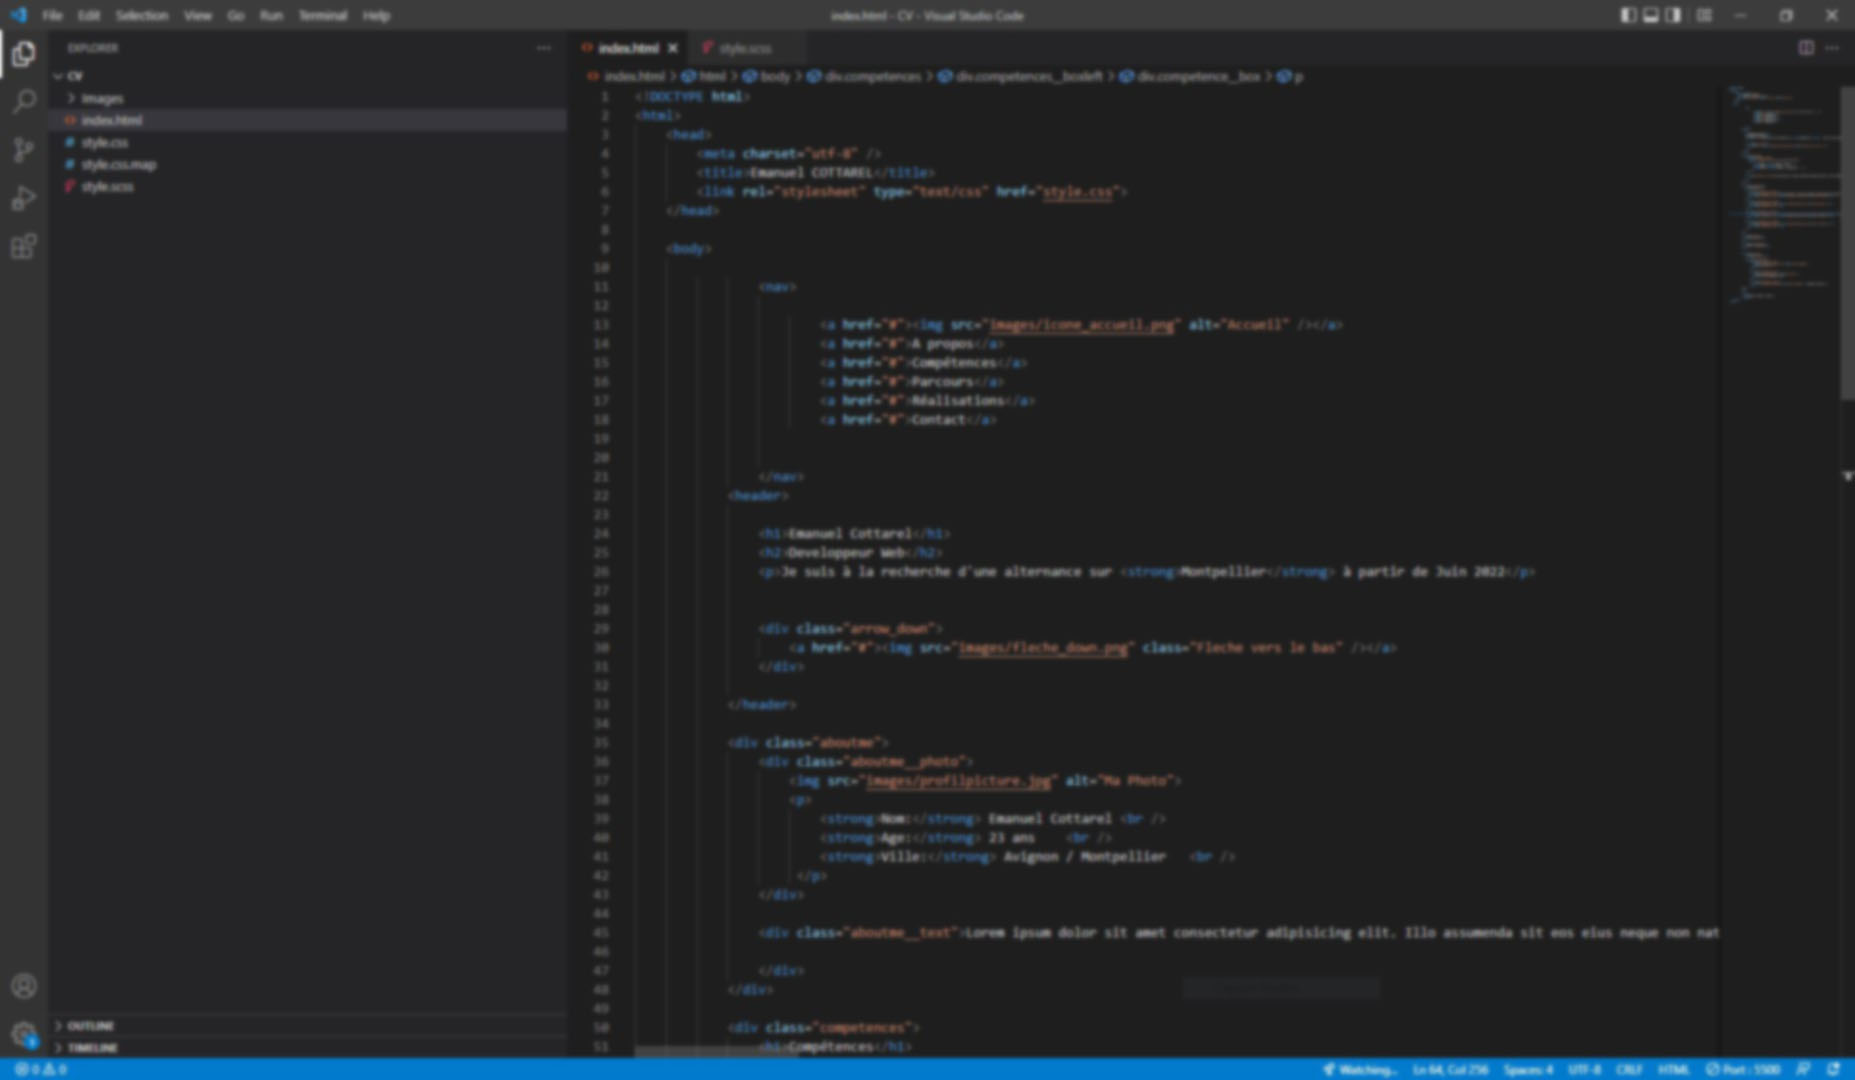 File Edit Selection View Go Run Terminal Help
index.html - CV - Visual Studio Code
EXPLORER
CV
Images
index.html
style.css
style.css.map
style.scss
OUTLINE
TIMELINE
index.html
style.scss
index.html > html > body > div.competences > div.competences__boxleft > div.competence__box > p
1 <!DOCTYPE html>
2 <html>
3 <head>
4 <meta charset="utf-8" />
5 <title>Emanuel COTTAREL</title>
6 <link rel="stylesheet" type="text/css" href="style.css">
7 </head>
8
9 <body>
10
11 <nav>
12
13 <a href="#"><img src="images/icone_accueil.png" alt="Accueil" /></a>
14 <a href="#">A propos</a>
15 <a href="#">Compétences</a>
16 <a href="#">Parcours</a>
17 <a href="#">Réalisations</a>
18 <a href="#">Contact</a>
19
20
21 </nav>
22 <header>
23
24 <h1>Emanuel Cottarel</h1>
25 <h2>Developpeur Web</h2>
26 <p>Je suis à la recherche d'une alternance sur <strong>Montpellier</strong> à partir de Juin 2022</p>
27
28
29 <div class="arrow_down">
30 <a href="#"><img src="images/fleche_down.png" class="Fleche vers le bas" /></a>
31 </div>
32
33 </header>
34
35 <div class="aboutme">
36 <div class="aboutme__photo">
37 <img src="images/profilpicture.jpg" alt="Ma Photo">
38 <p>
39 <strong>Nom:</strong> Emanuel Cottarel <br />
40 <strong>Age:</strong> 23 ans <br />
41 <strong>Ville:</strong> Avignon / Montpellier <br />
42 </p>
43 </div>
44
45 <div class="aboutme__text">Lorem ipsum dolor sit amet consectetur adipisicing elit. Illo assumenda sit eos eius neque non nat
46
47 </div>
48 </div>
49
50 <div class="competences">
51 <h1>Compétences</h1>
0 0 Watching... Ln 64, Col 256 Spaces: 4 UTF-8 CRLF HTML Port : 5500